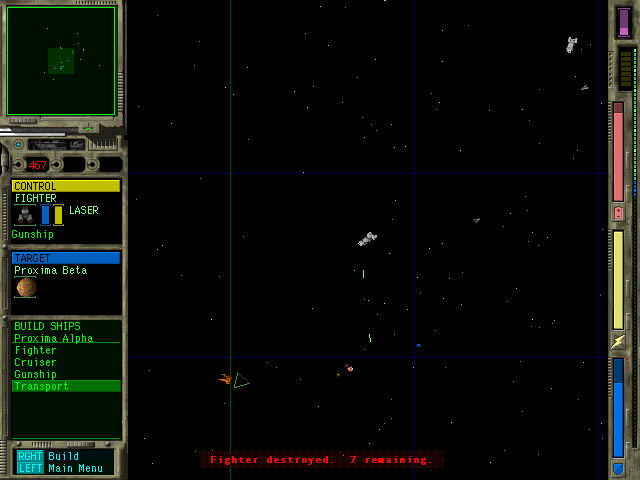 467
CONTROL
FIGHTER
LASER
Gunship
TARGET
Proxima Beta
BUILD SHIPS
Proxima Alpha
Fighter
Cruiser
Gunship
Transport
RGHT Build
LEFT Main Menu
Fighter destroyed. 7 remaining.